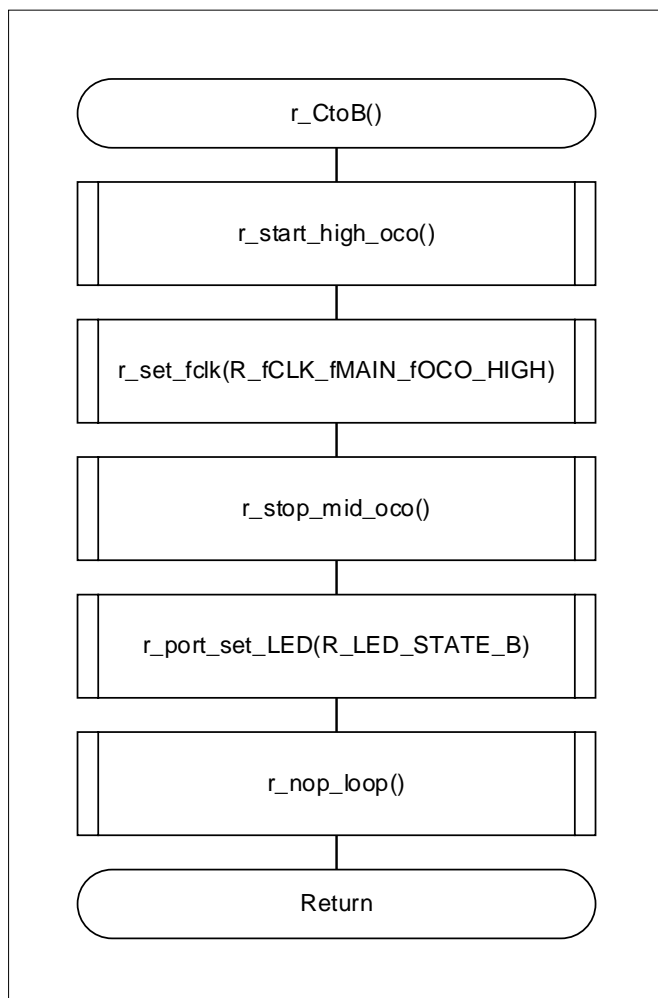 r_CtoB()
r_start_high_oco()
r_set_fclk(R_fCLK_fMAIN_fOCO_HIGH)
r_stop_mid_oco()
r_port_set_LED(R_LED_STATE_B)
r_nop_loop()
Return